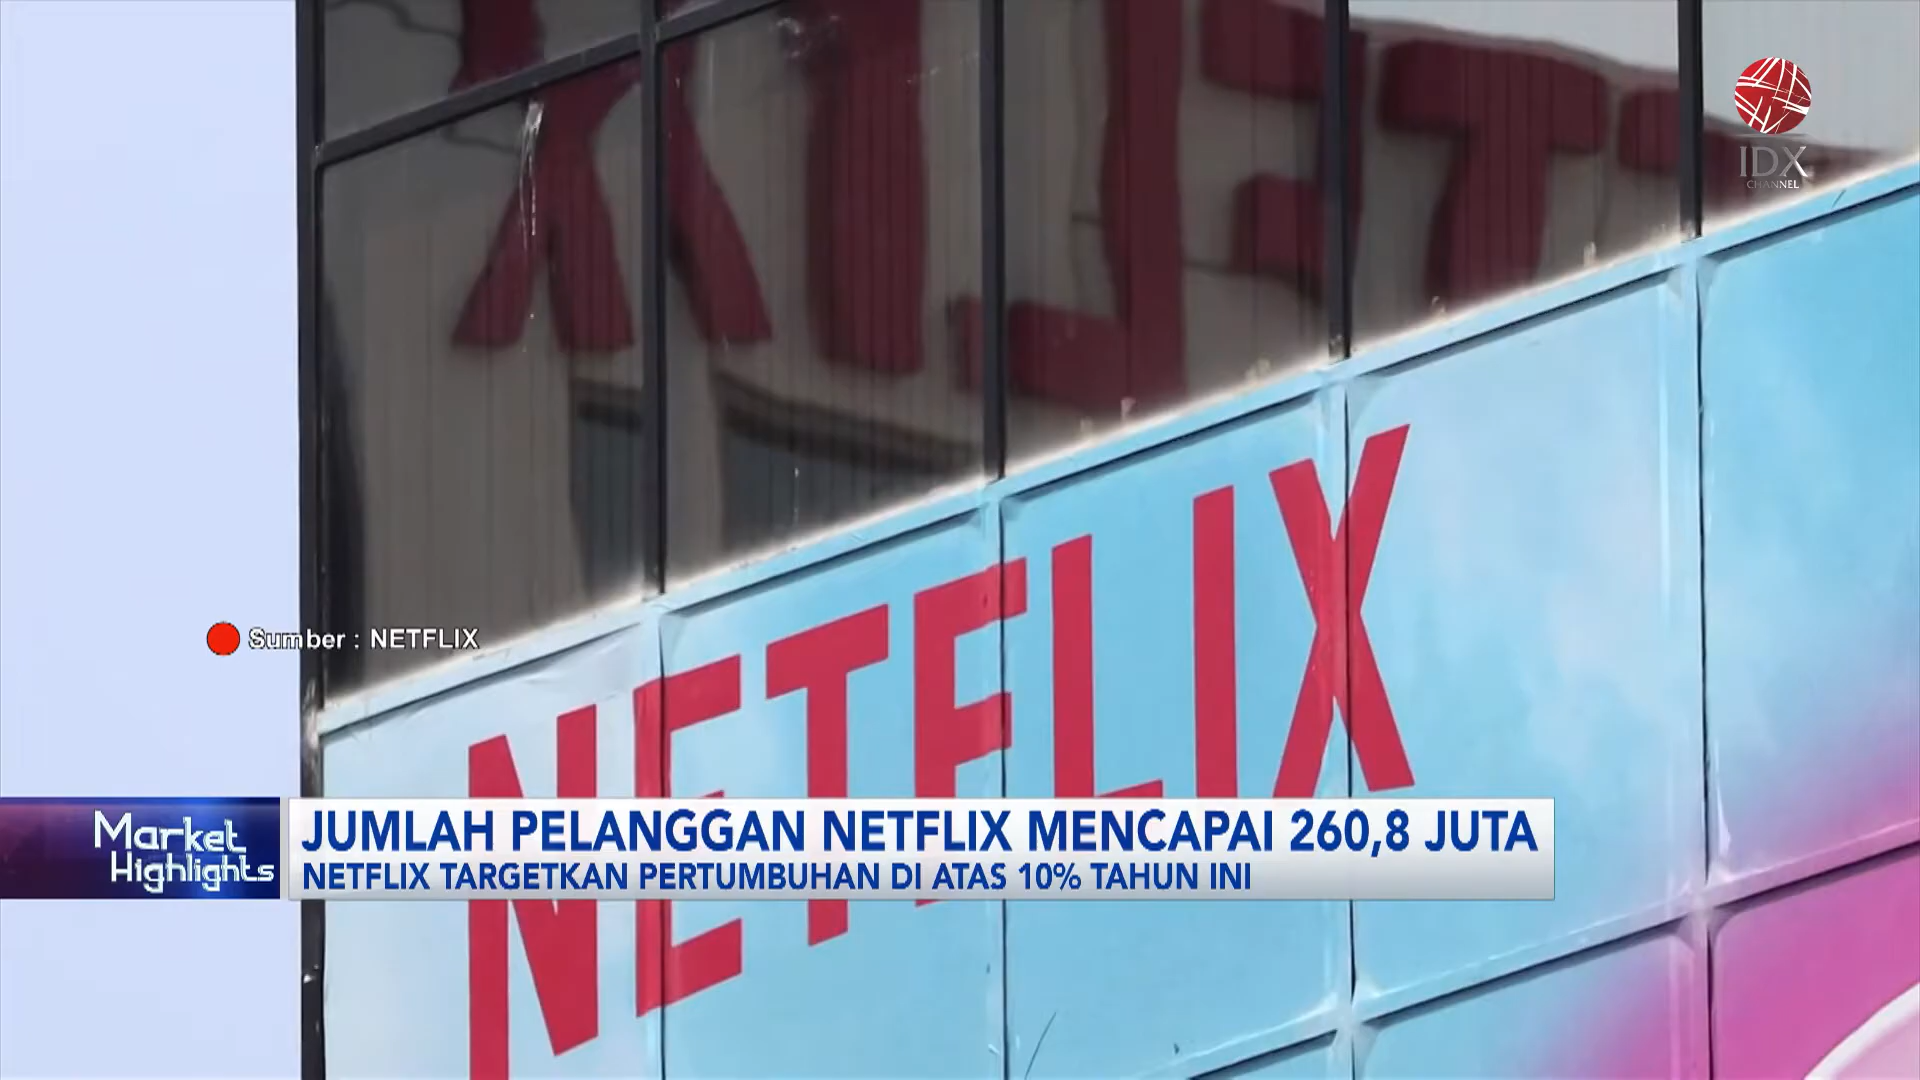 IDX
CHANNEL
Sumber : NETFLIX
NETFLIX
Market
Highlights
JUMLAH PELANGGAN NETFLIX MENCAPAI 260,8 JUTA
NETFLIX TARGETKAN PERTUMBUHAN DI ATAS 10% TAHUN INI